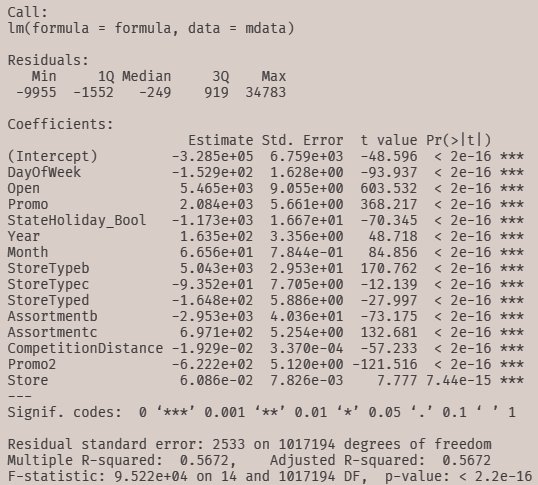 Call:
lm(formula = formula, data = mdata)

Residuals:
   Min     1Q Median     3Q    Max
 -9955  -1552   -249    919  34783

Coefficients:
                      Estimate Std. Error  t value Pr(>|t|)
(Intercept)         -3.285e+05  6.759e+03  -48.596  < 2e-16 ***
DayOfWeek           -1.529e+02  1.628e+00  -93.937  < 2e-16 ***
Open                 5.465e+03  9.055e+00  603.532  < 2e-16 ***
Promo                2.084e+03  5.661e+00  368.217  < 2e-16 ***
StateHoliday_Bool   -1.173e+03  1.667e+01  -70.345  < 2e-16 ***
Year                 1.635e+02  3.356e+00   48.718  < 2e-16 ***
Month                6.656e+01  7.844e-01   84.856  < 2e-16 ***
StoreTypeb           5.043e+03  2.953e+01  170.762  < 2e-16 ***
StoreTypec          -9.352e+01  7.705e+00  -12.139  < 2e-16 ***
StoreTyped          -1.648e+02  5.886e+00  -27.997  < 2e-16 ***
Assortmentb         -2.953e+03  4.036e+01  -73.175  < 2e-16 ***
Assortmentc          6.971e+02  5.254e+00  132.681  < 2e-16 ***
CompetitionDistance -1.929e-02  3.370e-04  -57.233  < 2e-16 ***
Promo2              -6.222e+02  5.120e+00 -121.516  < 2e-16 ***
Store                6.086e-02  7.826e-03    7.777 7.44e-15 ***
---
Signif. codes:  0 ‘***’ 0.001 ‘**’ 0.01 ‘*’ 0.05 ‘.’ 0.1 ‘ ’ 1

Residual standard error: 2533 on 1017194 degrees of freedom
Multiple R-squared:  0.5672,	Adjusted R-squared:  0.5672
F-statistic: 9.522e+04 on 14 and 1017194 DF,  p-value: < 2.2e-16